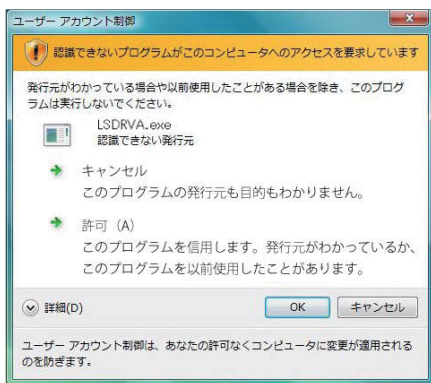 ユーザー アカウント制御
認識できないプログラムがこのコンピュータへのアクセスを要求しています
発行元がわかっている場合や以前使用したことがある場合を除き、このプログ
ラムは実行しないでください。
LSDRVA.exe
認識できない発行元
キャンセル
このプログラムの発行元も目的もわかりません。
許可 (A)
このプログラムを信用します。発行元がわかっているか、
このプログラムを以前使用したことがあります。
詳細(D)
OK
キャンセル
ユーザー アカウント制御は、あなたの許可なくコンピュータに変更が適用される
のを防ぎます。